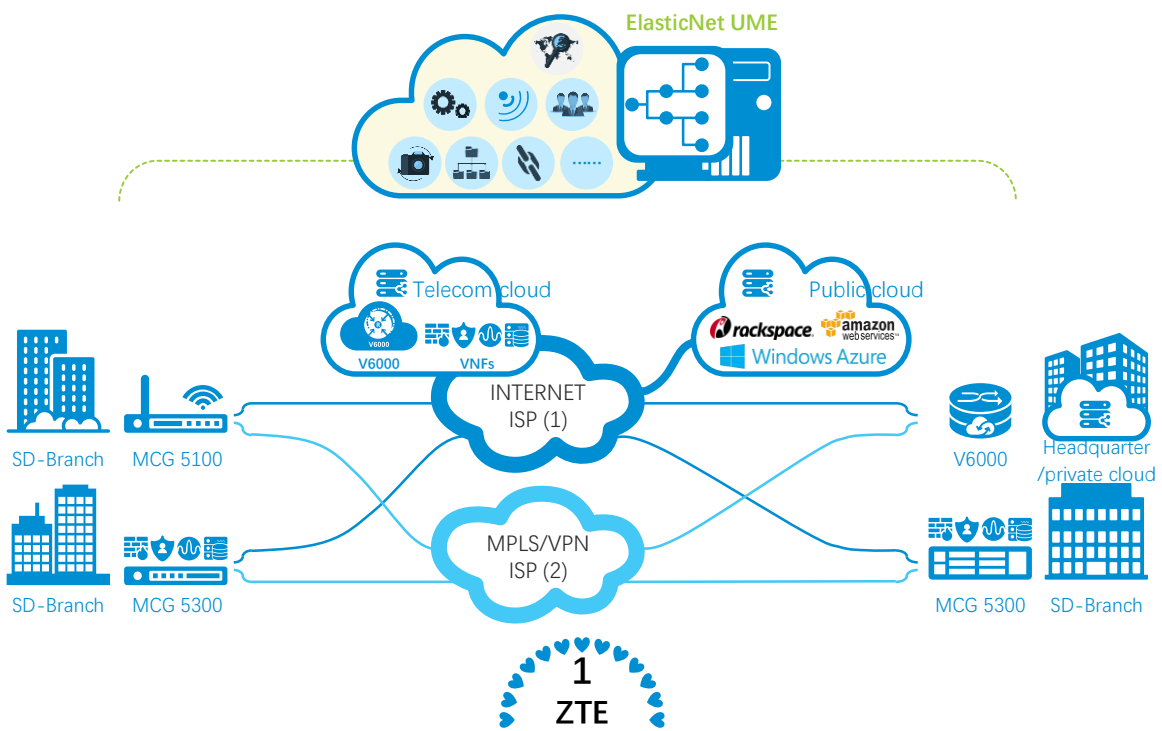 ElasticNet UME
......
Telecom cloud
V6000
V6000
VNFs
Public cloud
rackspace.
amazon
webservices™
Windows Azure
INTERNET
ISP (1)
SD-Branch
MCG 5100
V6000
Headquarter
/private cloud
MPLS/VPN
ISP (2)
SD-Branch
MCG 5300
MCG 5300
SD-Branch
1
ZTE